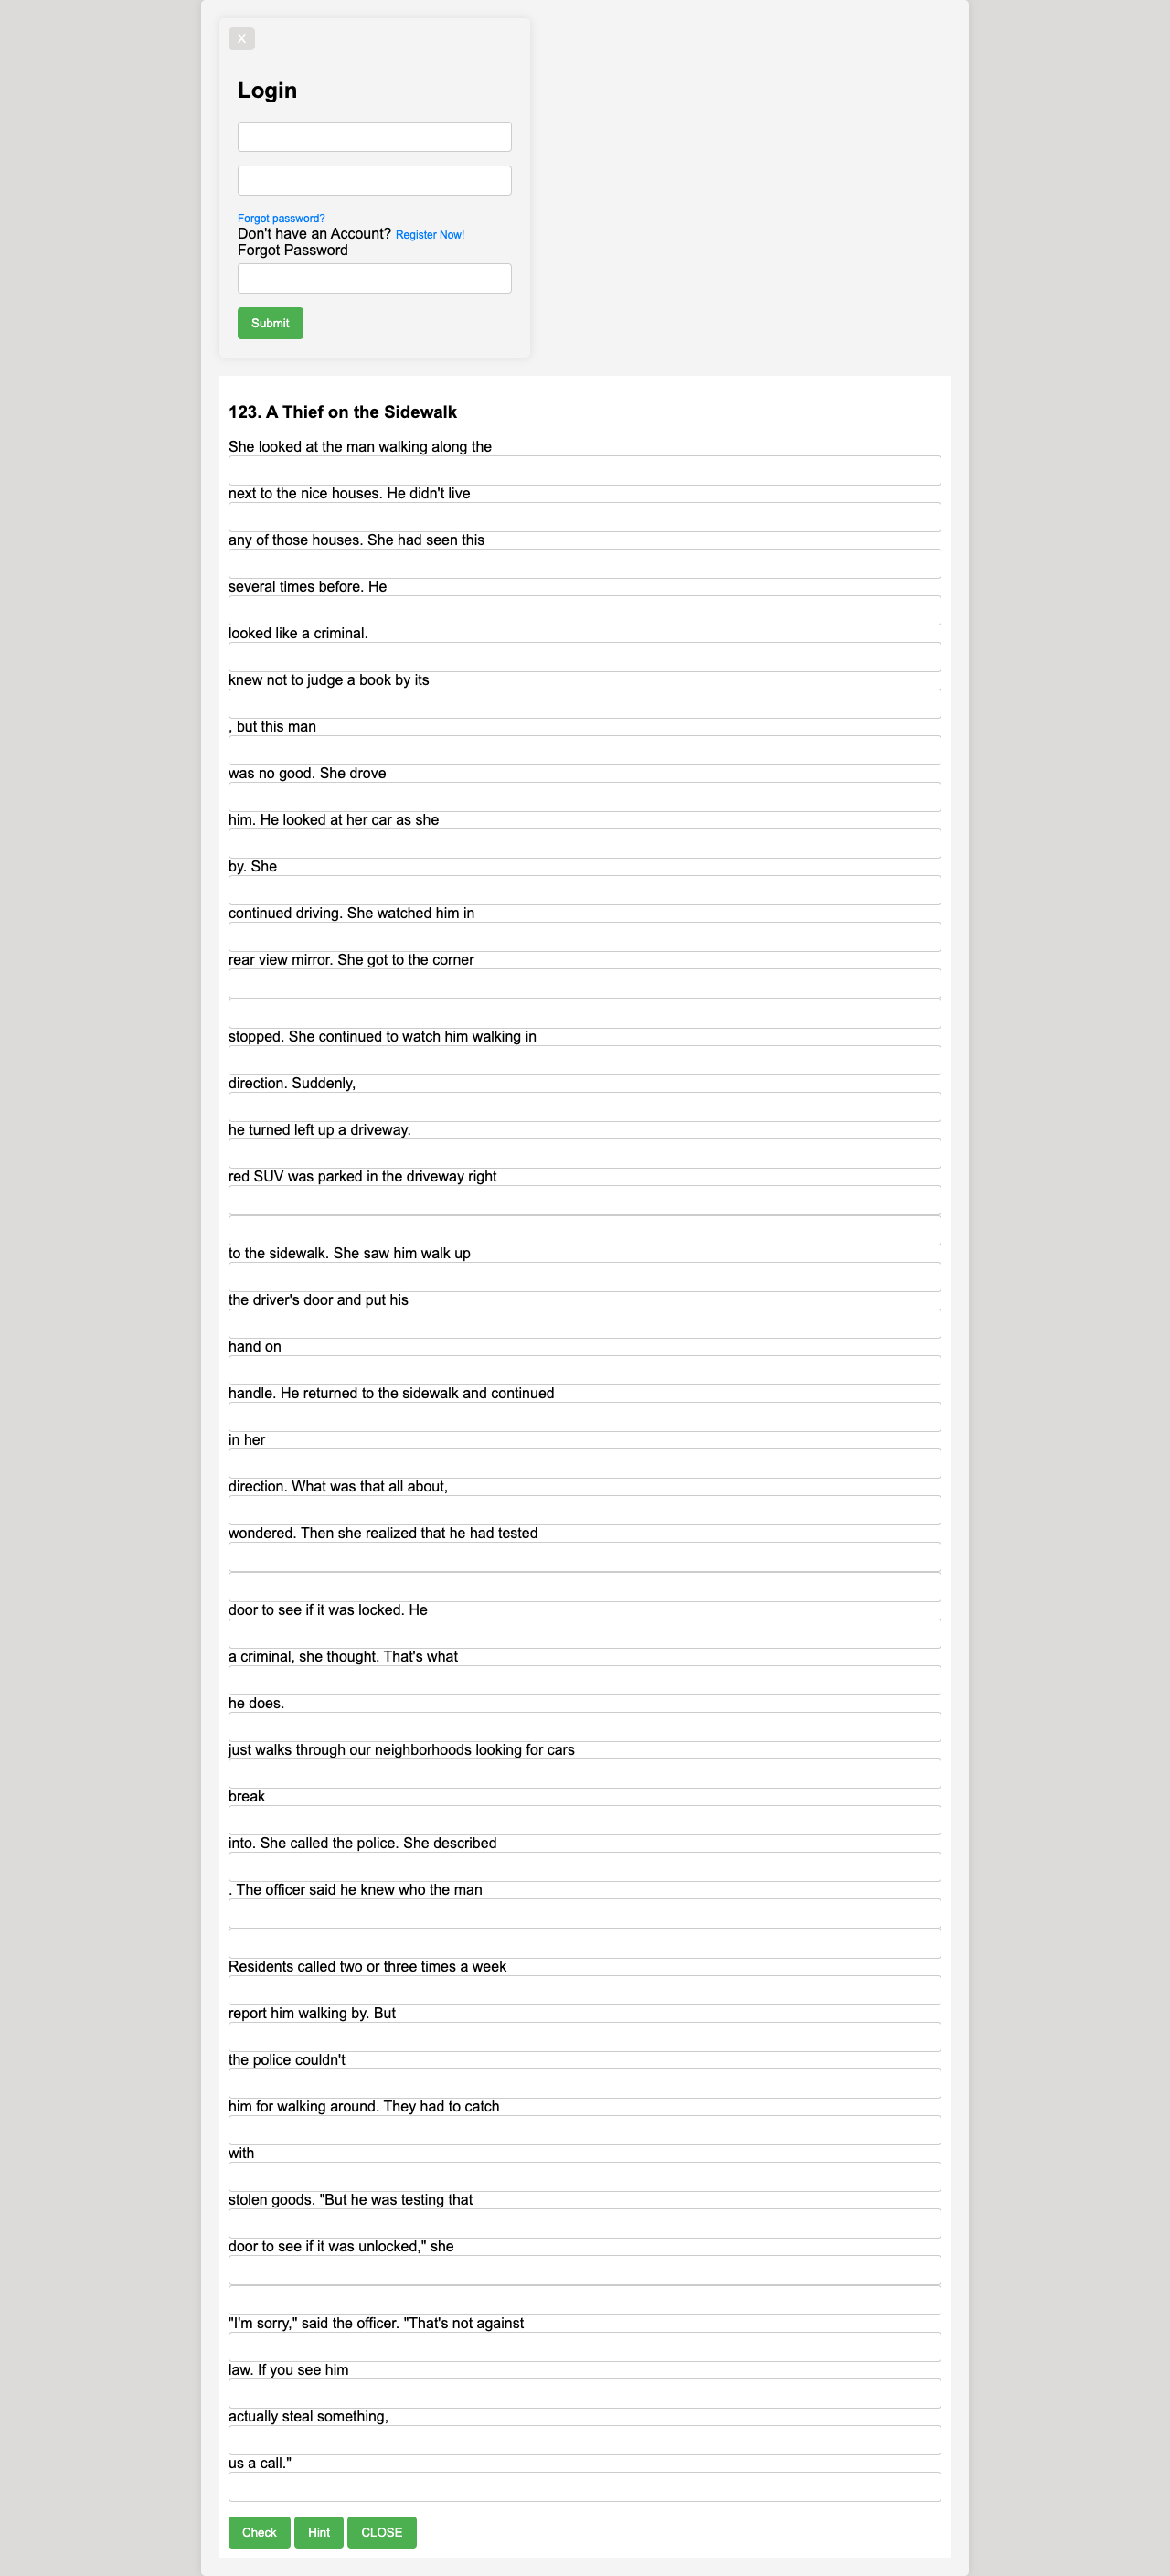 X
Login
Forgot password?
Don't have an Account? Register Now!
Forgot Password
Submit
123. A Thief on the Sidewalk
She looked at the man walking along the
next to the nice houses. He didn't live
any of those houses. She had seen this
several times before. He
looked like a criminal.
knew not to judge a book by its
, but this man
was no good. She drove
him. He looked at her car as she
by. She
continued driving. She watched him in
rear view mirror. She got to the corner
stopped. She continued to watch him walking in
direction. Suddenly,
he turned left up a driveway.
red SUV was parked in the driveway right
to the sidewalk. She saw him walk up
the driver's door and put his
hand on
handle. He returned to the sidewalk and continued
in her
direction. What was that all about,
wondered. Then she realized that he had tested
door to see if it was locked. He
a criminal, she thought. That's what
he does.
just walks through our neighborhoods looking for cars
break
into. She called the police. She described
. The officer said he knew who the man
Residents called two or three times a week
report him walking by. But
the police couldn't
him for walking around. They had to catch
with
stolen goods. "But he was testing that
door to see if it was unlocked," she
"I'm sorry," said the officer. "That's not against
law. If you see him
actually steal something,
us a call."
Check Hint CLOSE